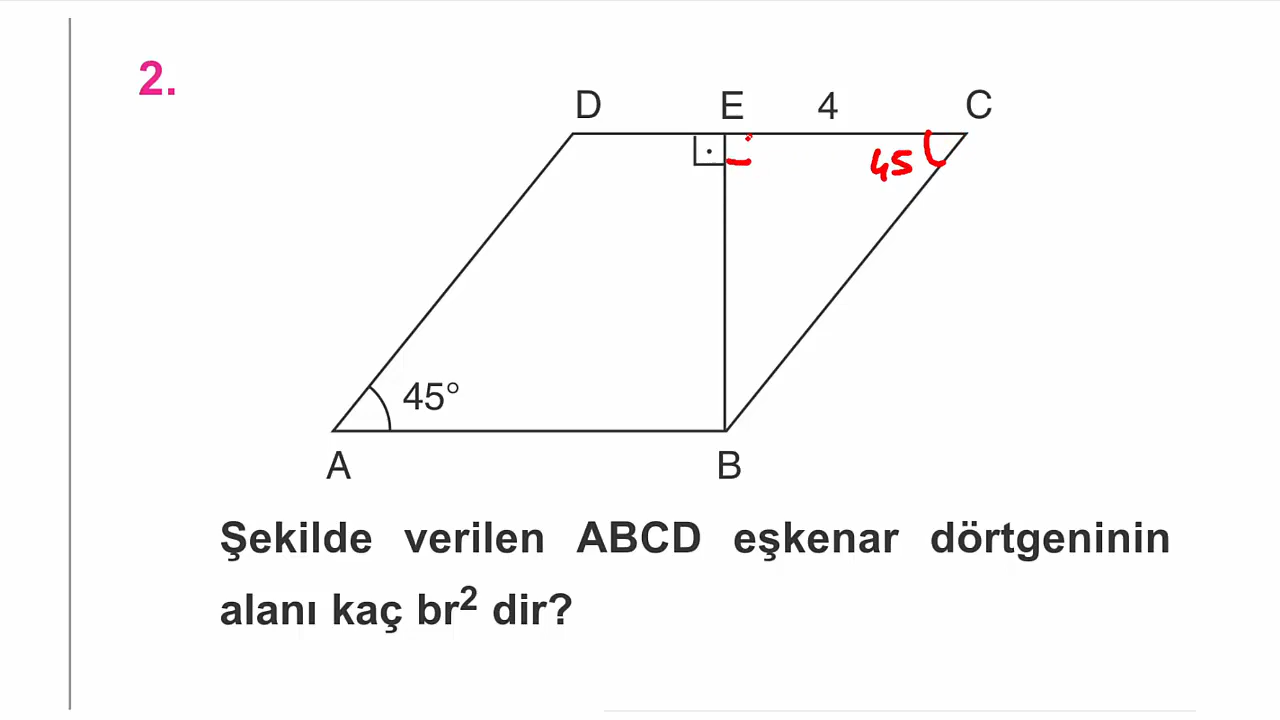 2.
D E 4 C
45
45°
A B
Şekilde verilen ABCD eşkenar dörtgeninin
alanı kaç br² dir?